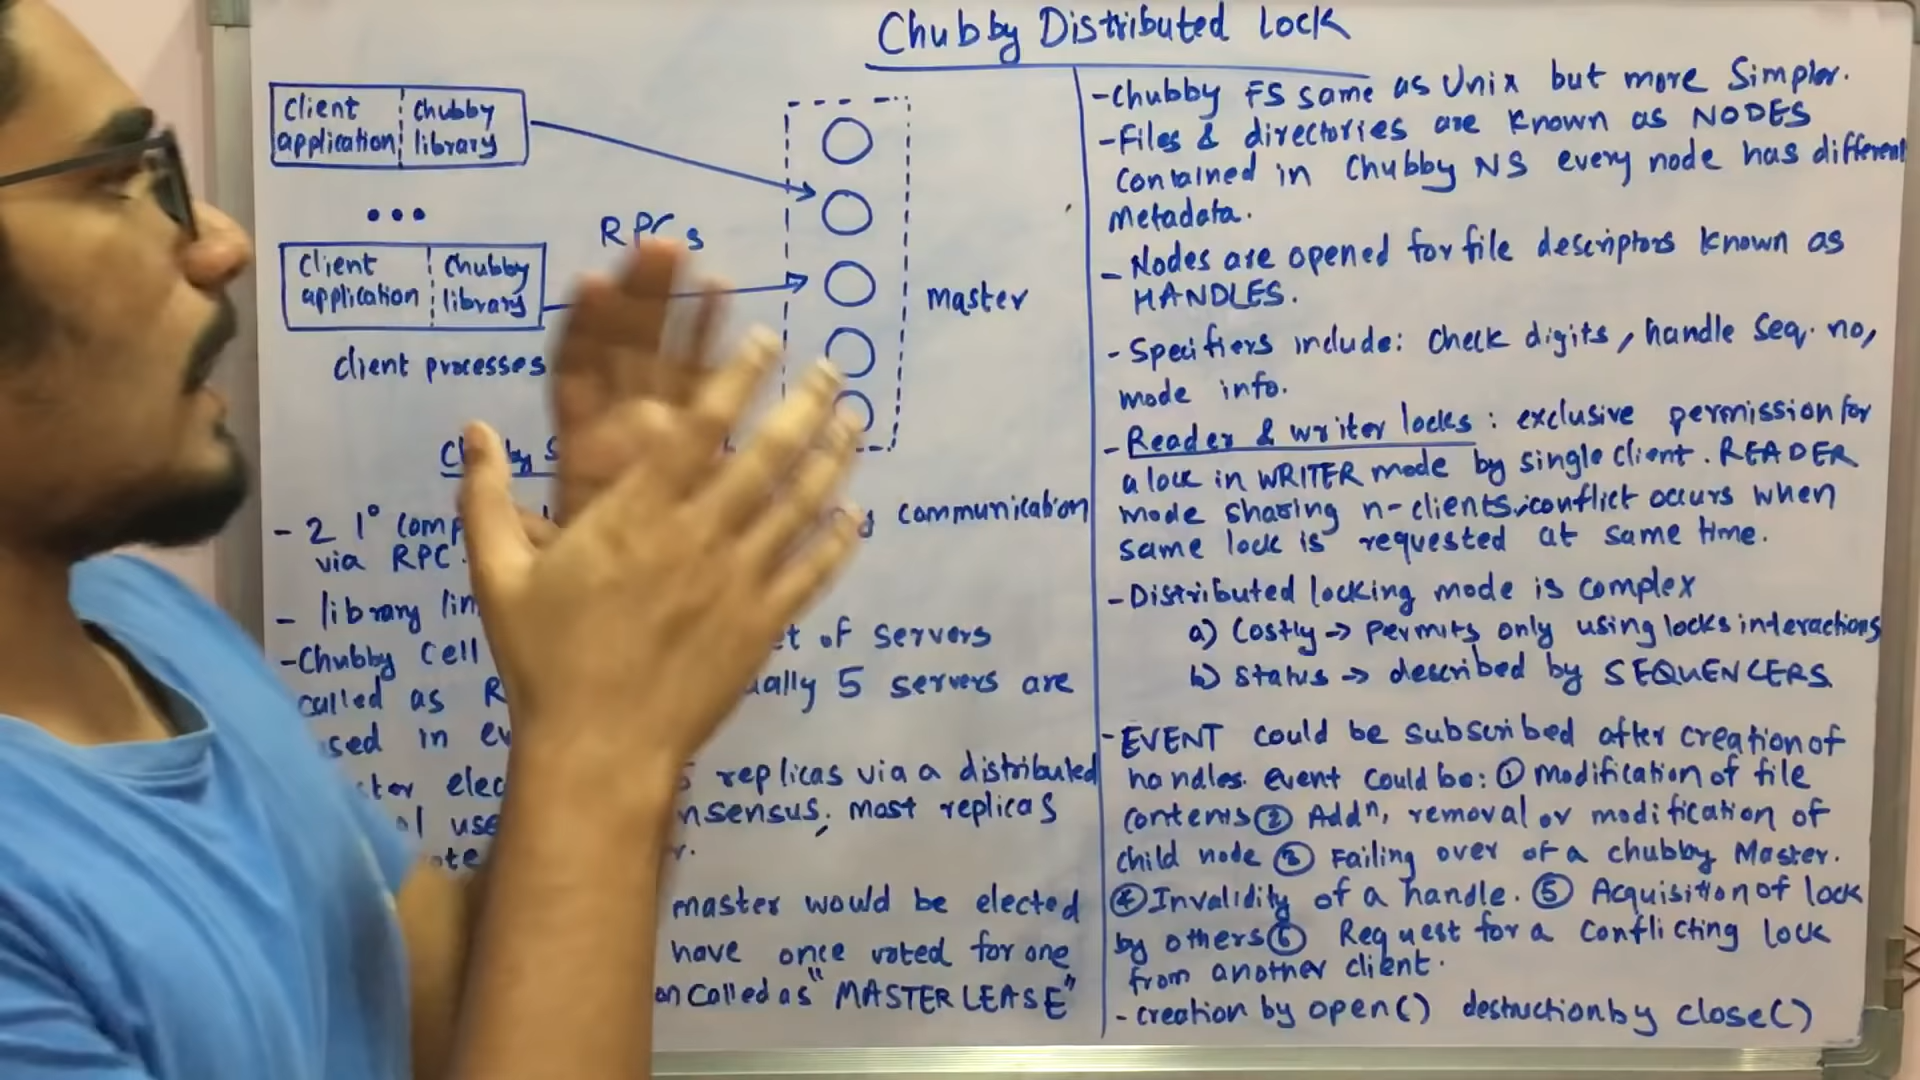 Chubby Distributed lock
Client
application
Chubby
library
RPC s
Client
application
Chubby
library
master
client processes
- 2 1° communication
via RPC.
- library
- Chubby cell of servers
called as 5 servers are
in
replicas via a distributed
most replicas
master would be elected
have once voted for one
called as "MASTER LEASE"
- Chubby FS same as Unix but more Simpler.
- Files & directories are known as NODES
contained in Chubby NS every node has different
metadata.
- Nodes are opened for file descriptors known as
HANDLES.
- Specifiers include: Check digits, handle seq. no,
mode info.
- Reader & writer locks: exclusive permission for
a lock in WRITER mode by single client. READER
mode sharing n-clients, conflict occurs when
same lock is requested at same time.
- Distributed locking mode is complex
a) Costly → permits only using locks interactions
b) Status → described by SEQUENCERS.
- EVENT could be subscribed after creation of
handles. event could be: ① modification of file
contents ② Addⁿ, removal or modification of
child node ③ Failing over of a chubby Master.
④ Invalidity of a handle. ⑤ Acquisition of lock
by others ⑥ Request for a conflicting lock
from another client.
- creation by open() destruction by close()